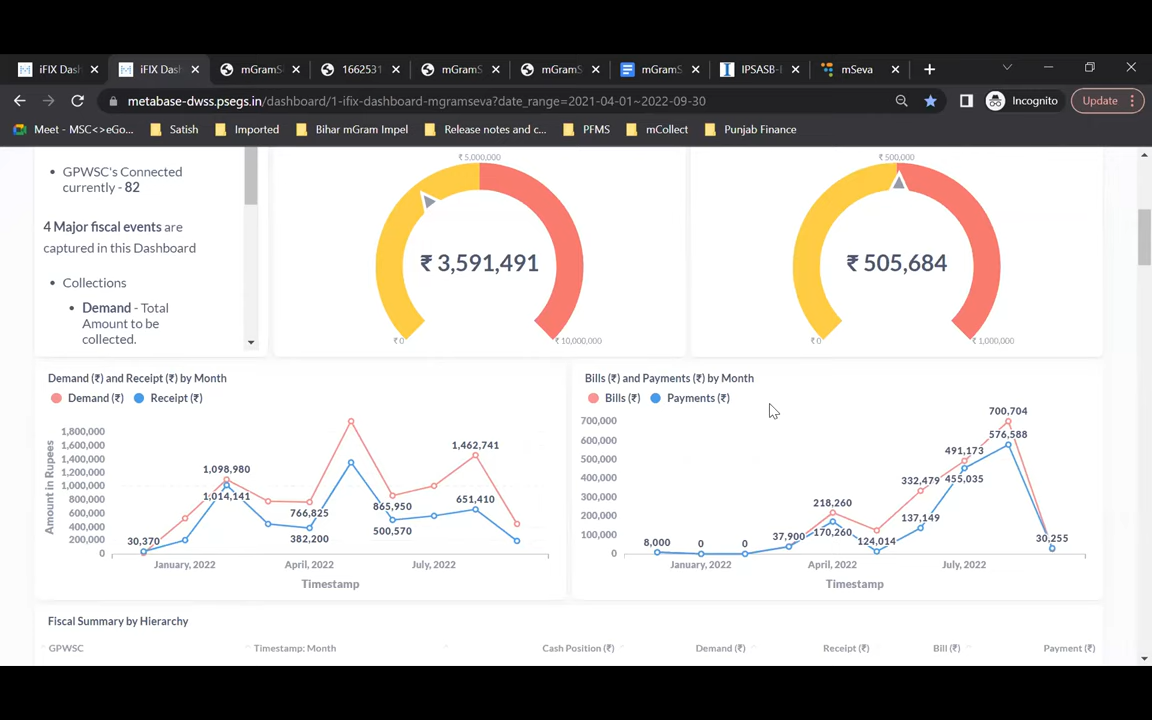 iFIX Das
iFIX Das
mGramS
1662531
mGramS
mGramS
mGramS
IPSASB-
mSeva
metabase-dwss.psegs.in/dashboard/1-ifix-dashboard-mgramseva?date_range=2021-04-01~2022-09-30
Incognito
Update
Meet - MSC<>eGo...
Satish
Imported
Bihar mGram Impel
Release notes and c...
PFMS
mCollect
Punjab Finance
• GPWSC's Connected
currently - 82
4 Major fiscal events are
captured in this Dashboard
• Collections
• Demand - Total
Amount to be
collected.
₹ 5,000,000
₹ 3,591,491
₹ 0
₹ 10,000,000
₹ 500,000
₹ 505,684
₹ 0
₹ 1,000,000
Demand (₹) and Receipt (₹) by Month
Demand (₹) Receipt (₹)
Amount in Rupees
1,800,000
1,600,000
1,400,000
1,200,000
1,000,000
800,000
600,000
400,000
200,000
0
30,370
1,098,980
1,014,141
766,825
382,200
865,950
500,570
1,462,741
651,410
January, 2022
April, 2022
July, 2022
Timestamp
Bills (₹) and Payments (₹) by Month
Bills (₹) Payments (₹)
700,000
600,000
500,000
400,000
300,000
200,000
100,000
0
8,000
0
0
37,900
218,260
170,260
124,014
332,479
137,149
491,173
455,035
700,704
576,588
30,255
January, 2022
April, 2022
July, 2022
Timestamp
Fiscal Summary by Hierarchy
GPWSC Timestamp: Month Cash Position (₹) Demand (₹) Receipt (₹) Bill (₹) Payment (₹)